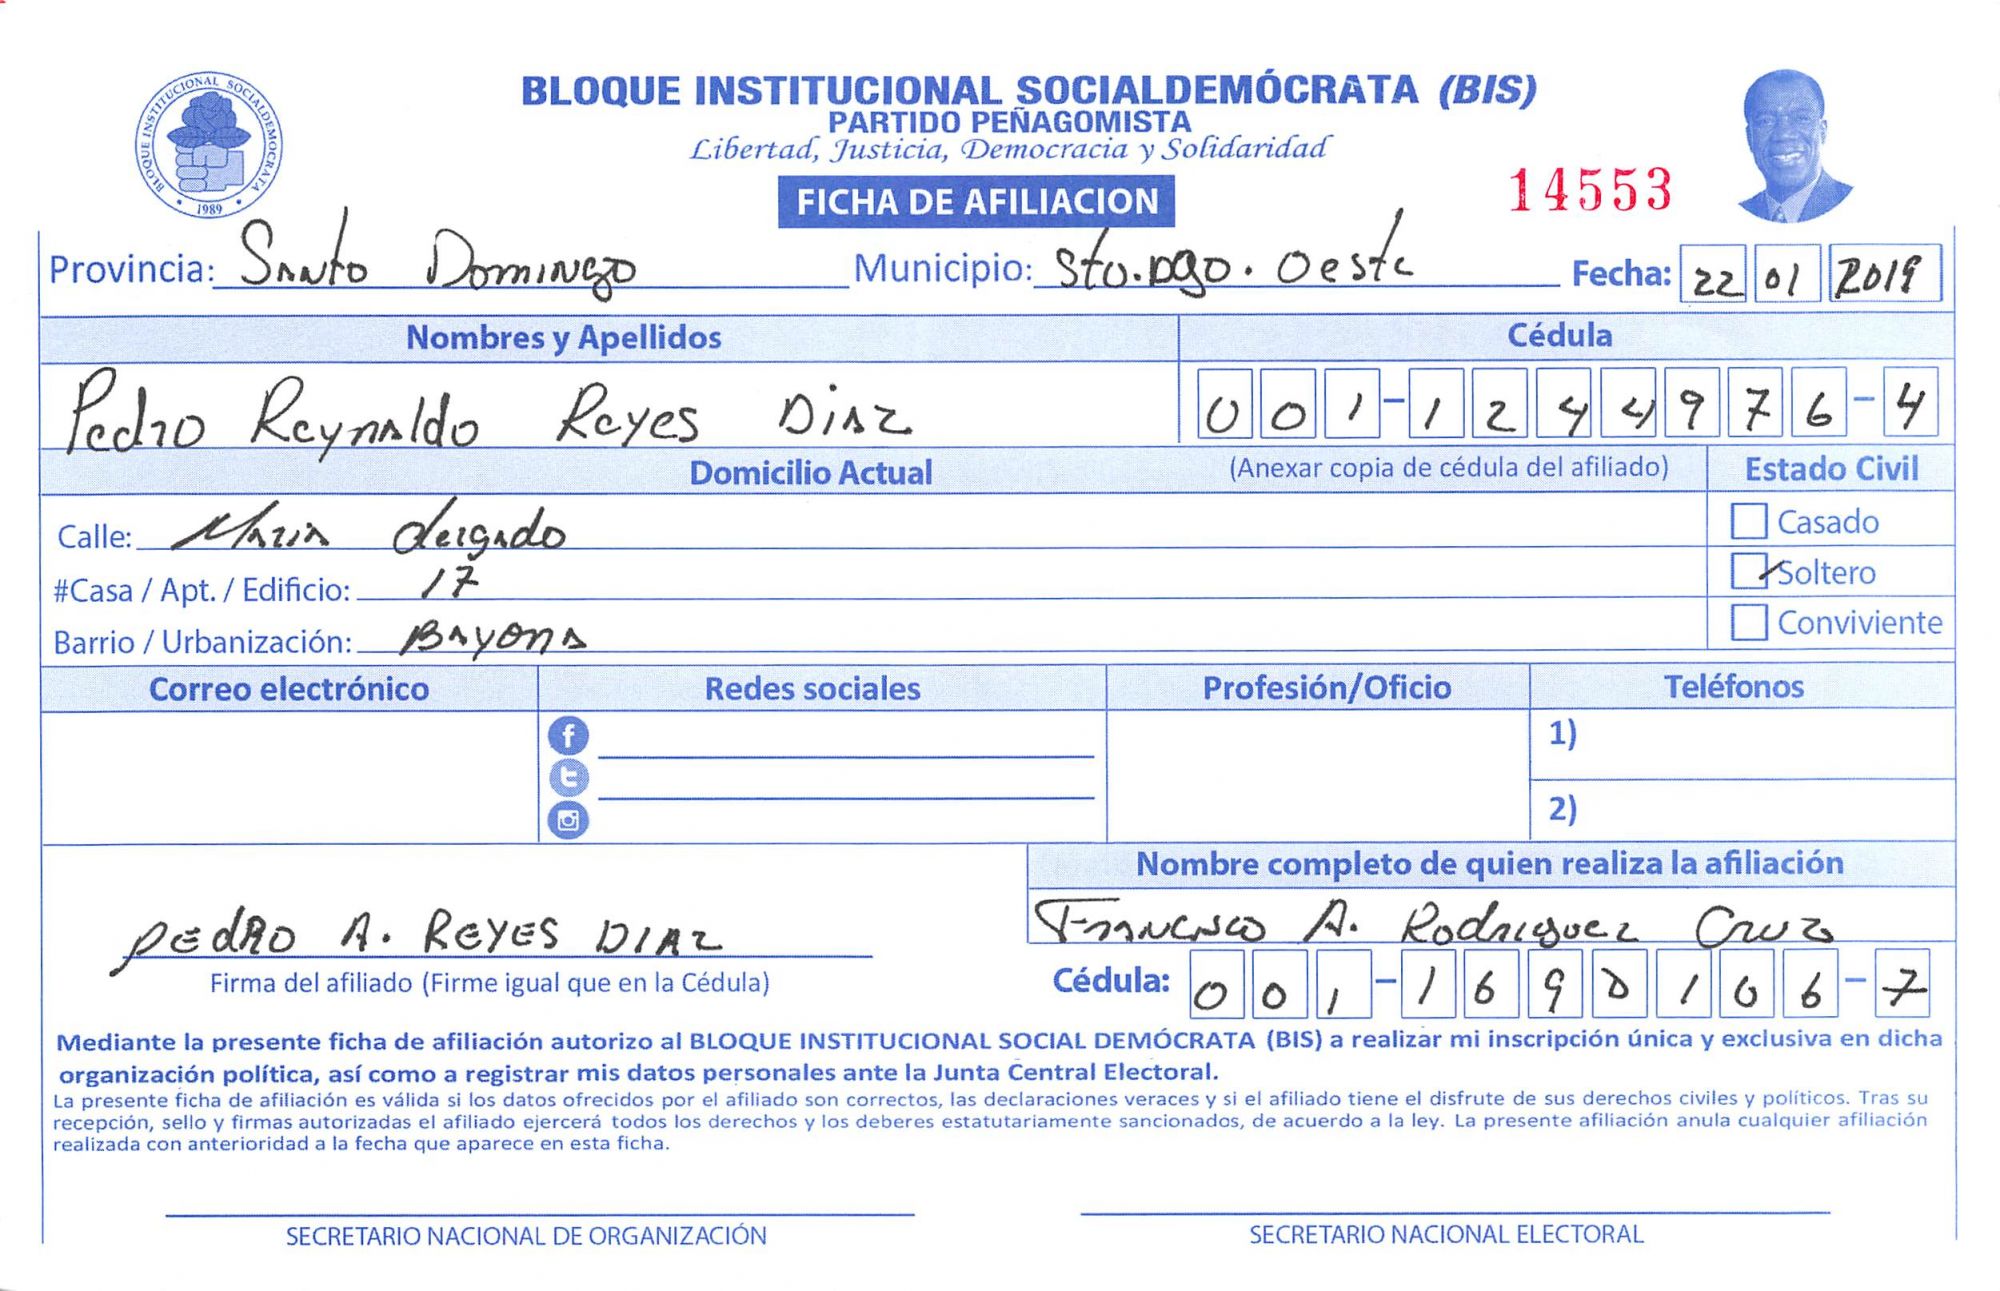 BLOQUE INSTITUCIONAL SOCIALDEMÓCRATA (BIS)
PARTIDO PEÑAGOMISTA
Libertad, Justicia, Democracia y Solidaridad
FICHA DE AFILIACION
14553
BLOQUE INSTITUCIONAL SOCIALDEMOCRATA
1989
Provincia: Santo Domingo Municipio: Sto. Dgo. Oeste Fecha: 22 01 2019
Nombres y Apellidos Cédula
Pedro Reynaldo Reyes Diaz 001-1244976-4
Domicilio Actual (Anexar copia de cédula del afiliado) Estado Civil
Calle: Maria delgado
Casado
#Casa / Apt. / Edificio: 17
Soltero
Barrio / Urbanización: Bayona
Conviviente
Correo electrónico Redes sociales Profesión/Oficio Teléfonos
1)
2)
Nombre completo de quien realiza la afiliación
Francisco A. Rodriguez Cruz
PEDRO A. REYES DIAZ
Firma del afiliado (Firme igual que en la Cédula)
Cédula: 001-1690106-7
Mediante la presente ficha de afiliación autorizo al BLOQUE INSTITUCIONAL SOCIAL DEMÓCRATA (BIS) a realizar mi inscripción única y exclusiva en dicha
organización política, así como a registrar mis datos personales ante la Junta Central Electoral.
La presente ficha de afiliación es válida si los datos ofrecidos por el afiliado son correctos, las declaraciones veraces y si el afiliado tiene el disfrute de sus derechos civiles y políticos. Tras su
recepción, sello y firmas autorizadas el afiliado ejercerá todos los derechos y los deberes estatutariamente sancionados, de acuerdo a la ley. La presente afiliación anula cualquier afiliación
realizada con anterioridad a la fecha que aparece en esta ficha.
SECRETARIO NACIONAL DE ORGANIZACIÓN SECRETARIO NACIONAL ELECTORAL